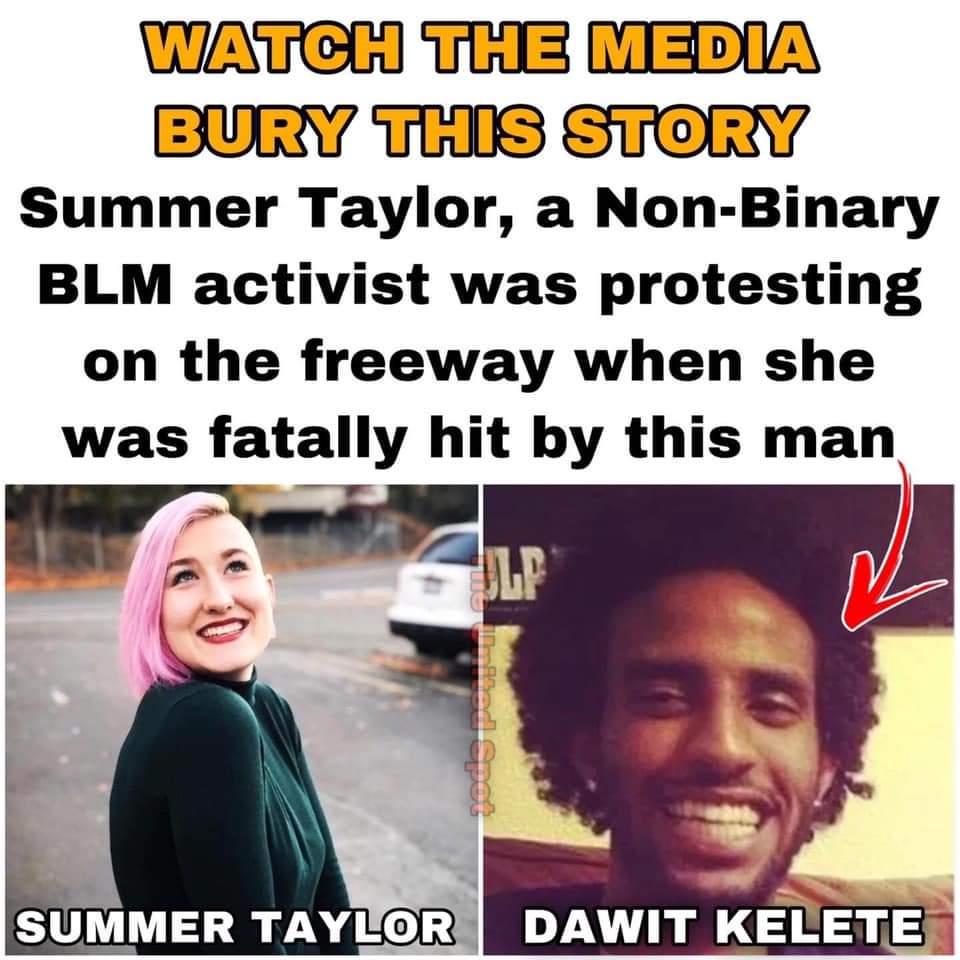 WATCH THE MEDIA
BURY THIS STORY
Summer Taylor, a Non-Binary
BLM activist was protesting
on the freeway when she
was fatally hit by this man
ULP
The United Spot
SUMMER TAYLOR
DAWIT KELETE